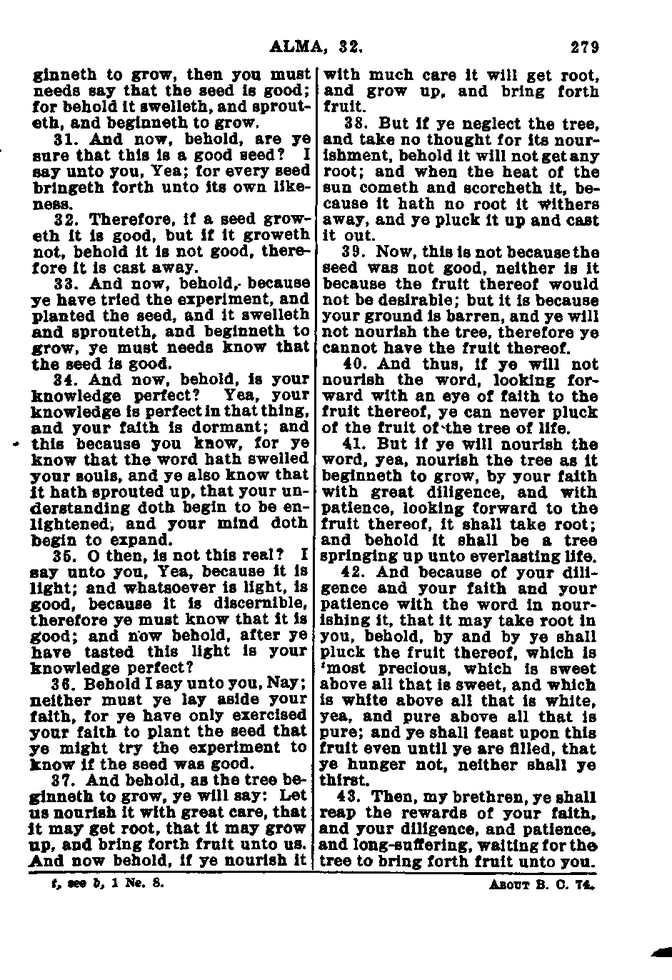 ALMA, 32.
279
ginneth to grow, then you must
needs say that the seed is good;
for behold it swelleth, and sprout-
eth, and beginneth to grow.
31. And now, behold, are ye
sure that this is a good seed? I
say unto you, Yea; for every seed
bringeth forth unto its own like-
ness.
32. Therefore, if a seed grow-
eth it is good, but if it groweth
not, behold it is not good, there-
fore it is cast away.
33. And now, behold, because
ye have tried the experiment, and
planted the seed, and it swelleth
and sprouteth, and beginneth to
grow, ye must needs know that
the seed is good.
34. And now, behold, is your
knowledge perfect? Yea, your
knowledge is perfect in that thing,
and your faith is dormant; and
this because you know, for ye
know that the word hath swelled
your souls, and ye also know that
it hath sprouted up, that your un-
derstanding doth begin to be en-
lightened, and your mind doth
begin to expand.
35. O then, is not this real? I
say unto you, Yea, because it is
light; and whatsoever is light, is
good, because it is discernible,
therefore ye must know that it is
good; and now behold, after ye
have tasted this light is your
knowledge perfect?
36. Behold I say unto you, Nay;
neither must ye lay aside your
faith, for ye have only exercised
your faith to plant the seed that
ye might try the experiment to
know if the seed was good.
37. And behold, as the tree be-
ginneth to grow, ye will say: Let
us nourish it with great care, that
it may get root, that it may grow
up, and bring forth fruit unto us.
And now behold, if ye nourish it
with much care it will get root,
and grow up, and bring forth
fruit.
38. But if ye neglect the tree,
and take no thought for its nour-
ishment, behold it will not get any
root; and when the heat of the
sun cometh and scorcheth it, be-
cause it hath no root it withers
away, and ye pluck it up and cast
it out.
39. Now, this is not because the
seed was not good, neither is it
because the fruit thereof would
not be desirable; but it is because
your ground is barren, and ye will
not nourish the tree, therefore ye
cannot have the fruit thereof.
40. And thus, if ye will not
nourish the word, looking for-
ward with an eye of faith to the
fruit thereof, ye can never pluck
of the fruit of the tree of life.
41. But if ye will nourish the
word, yea, nourish the tree as it
beginneth to grow, by your faith
with great diligence, and with
patience, looking forward to the
fruit thereof, it shall take root;
and behold it shall be a tree
springing up unto everlasting life.
42. And because of your dili-
gence and your faith and your
patience with the word in nour-
ishing it, that it may take root in
you, behold, by and by ye shall
pluck the fruit thereof, which is
fmost precious, which is sweet
above all that is sweet, and which
is white above all that is white,
yea, and pure above all that is
pure; and ye shall feast upon this
fruit even until ye are filled, that
ye hunger not, neither shall ye
thirst.
43. Then, my brethren, ye shall
reap the rewards of your faith,
and your diligence, and patience,
and long-suffering, waiting for the
tree to bring forth fruit unto you.
f, see b, 1 Ne. 8.
ABOUT B. C. 74.